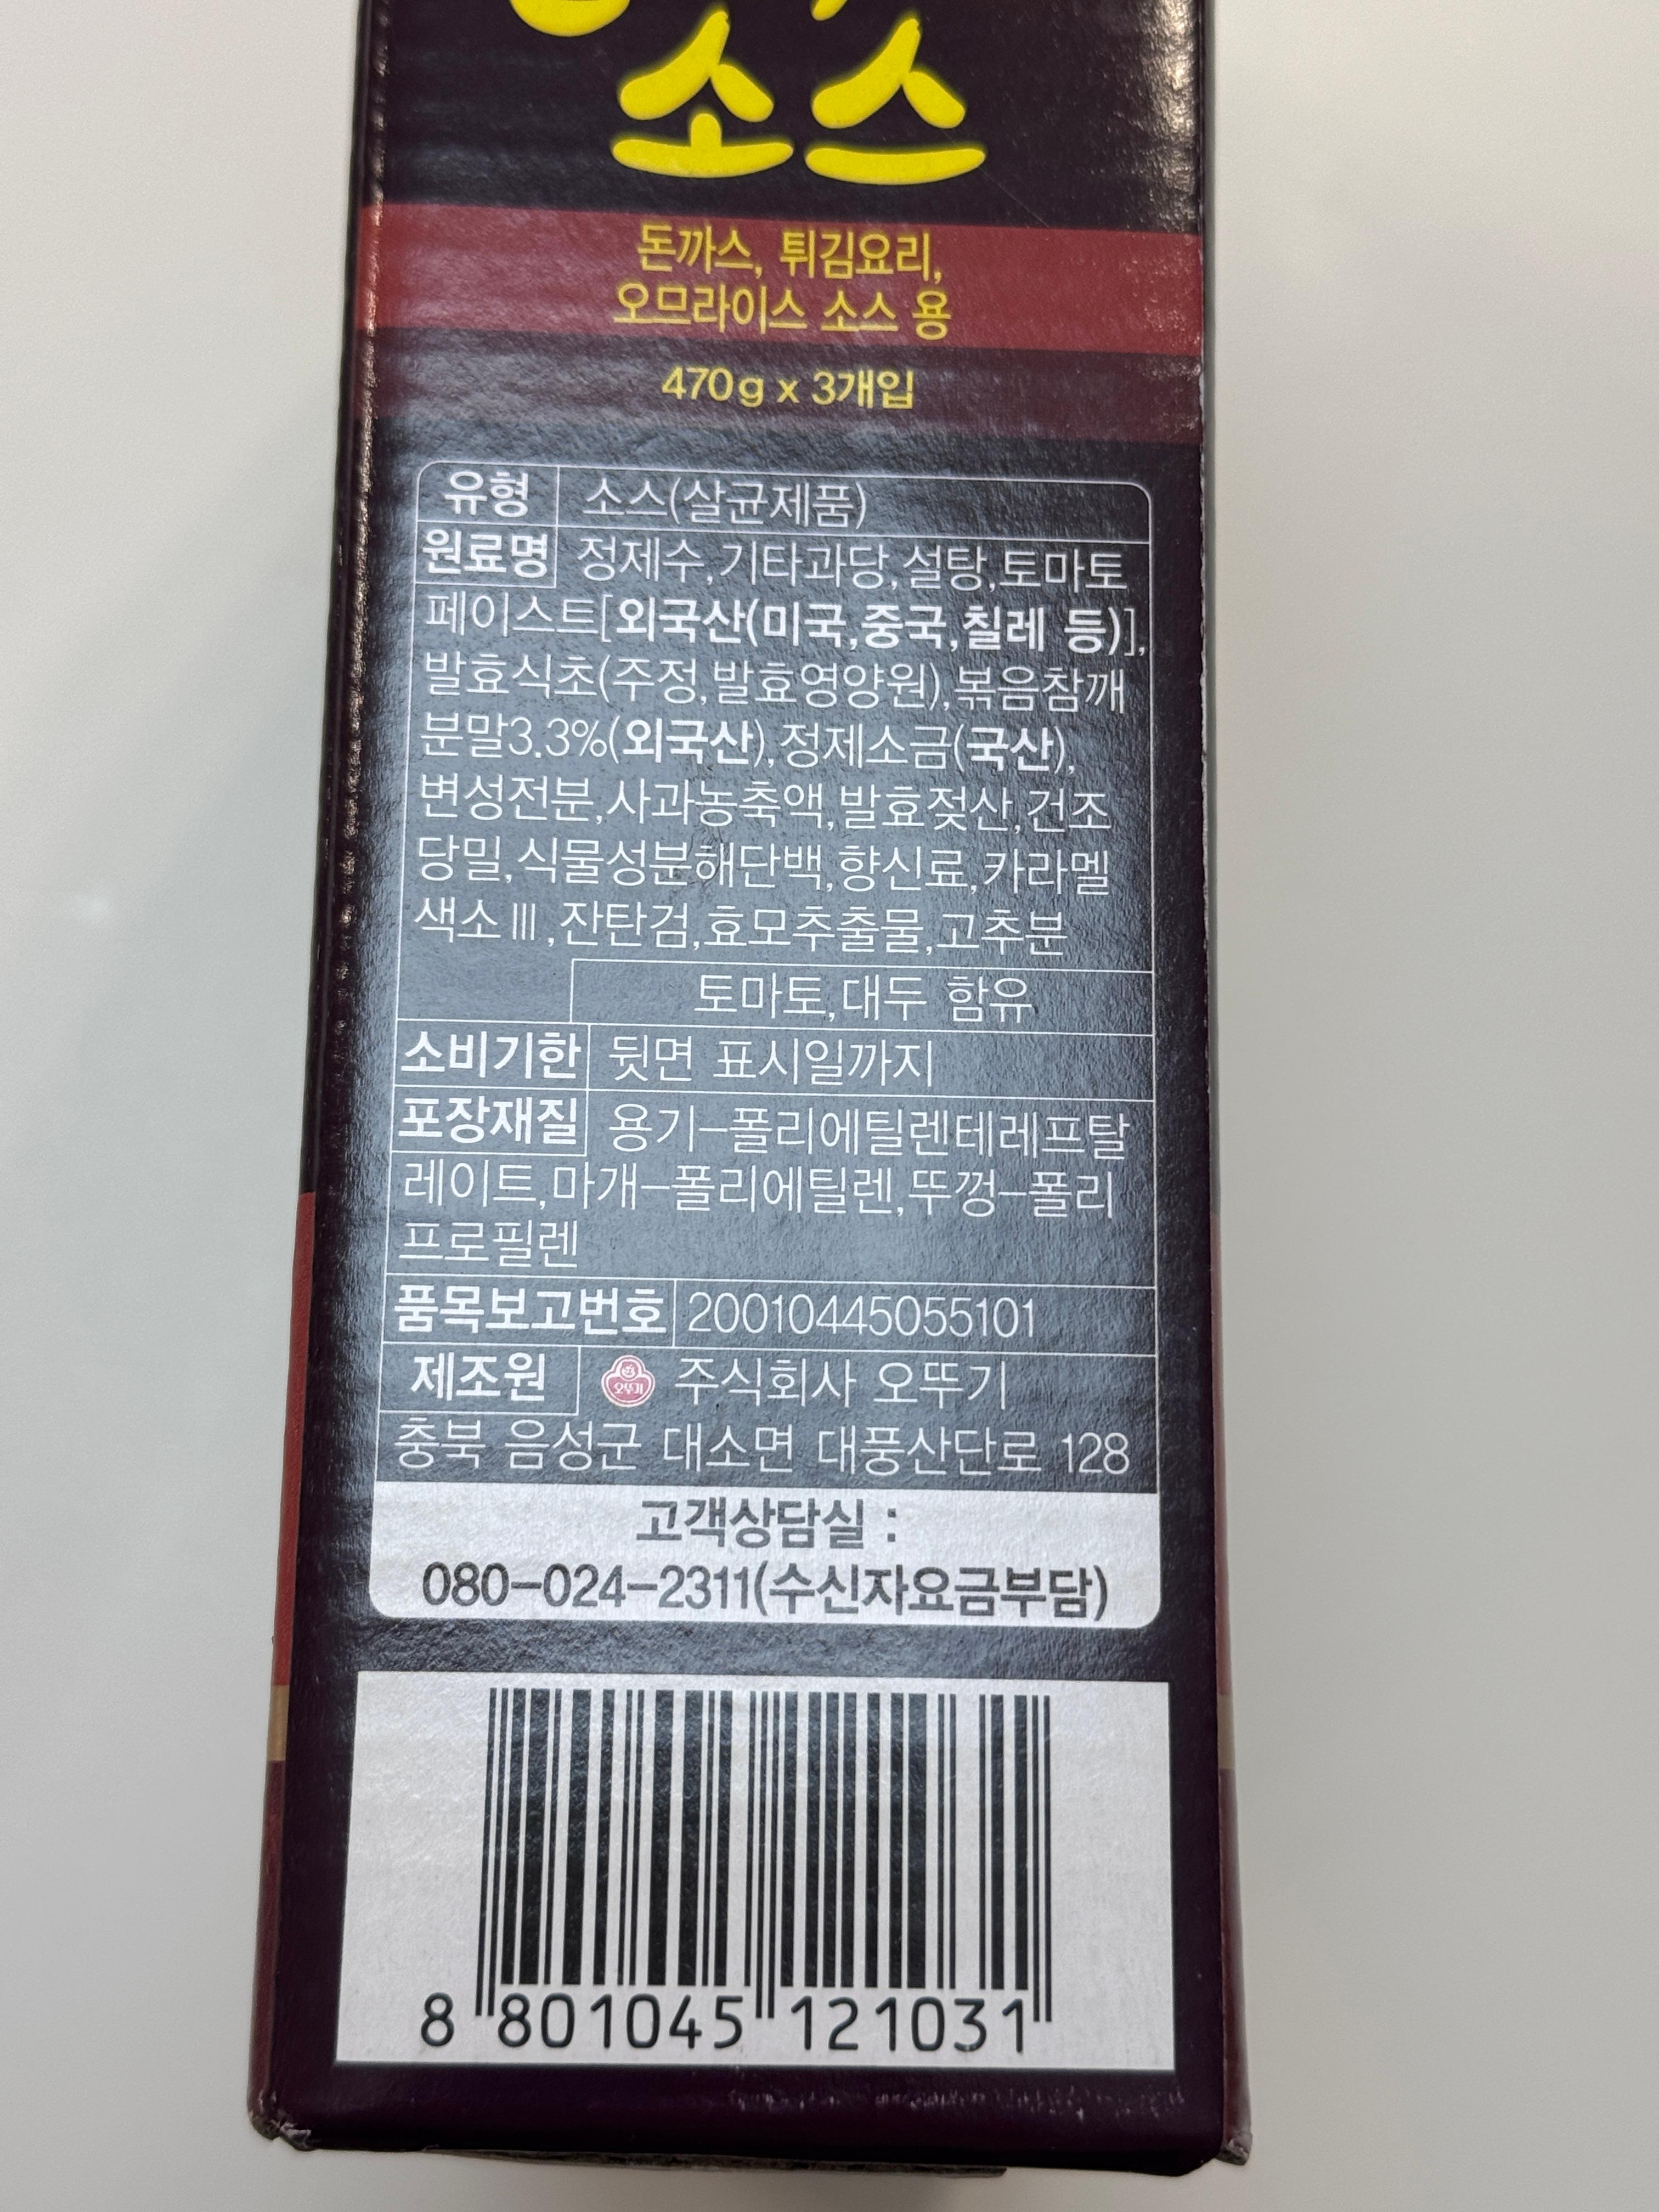 소스
돈까스, 튀김요리,
오므라이스 소스 용
470g x 3개입
유형 소스(살균제품)
원료명 정제수,기타과당,설탕,토마토
페이스트[외국산(미국,중국,칠레 등)],
발효식초(주정,발효영양원),볶음참깨
분말3.3%(외국산),정제소금(국산),
변성전분,사과농축액,발효젖산,건조
당밀,식물성분해단백,향신료,카라멜
색소Ⅲ,잔탄검,효모추출물,고추분
토마토,대두 함유
소비기한 뒷면 표시일까지
포장재질 용기-폴리에틸렌테레프탈
레이트,마개-폴리에틸렌,뚜껑-폴리
프로필렌
품목보고번호 20010445055101
제조원 오뚜기 주식회사 오뚜기
충북 음성군 대소면 대풍산단로 128
고객상담실 :
080-024-2311(수신자요금부담)
8 801045 121031